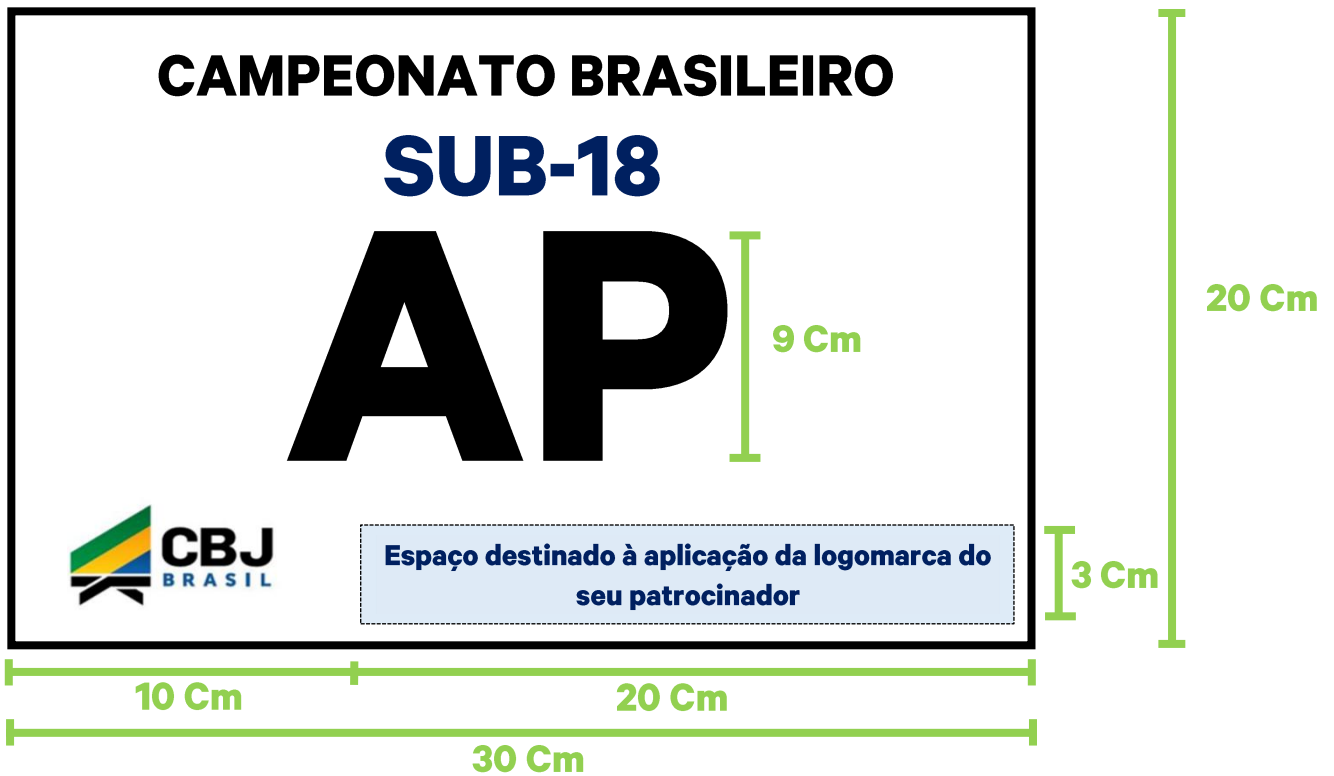 CAMPEONATO BRASILEIRO
SUB-18
AP
9 Cm
20 Cm
CBJ
BRASIL
Espaço destinado à aplicação da logomarca do
seu patrocinador
3 Cm
10 Cm
20 Cm
30 Cm